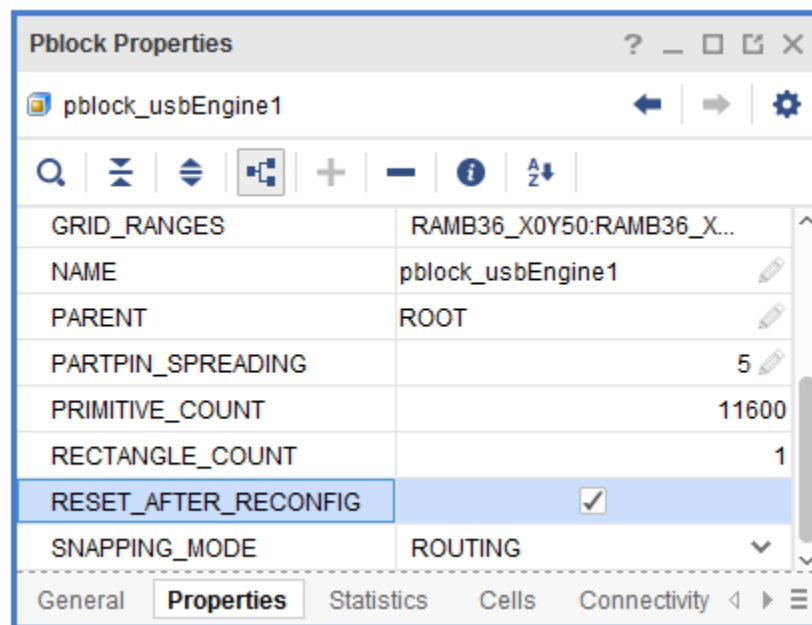 Pblock Properties
pblock_usbEngine1
GRID_RANGES RAMB36_X0Y50:RAMB36_X...
NAME pblock_usbEngine1
PARENT ROOT
PARTPIN_SPREADING 5
PRIMITIVE_COUNT 11600
RECTANGLE_COUNT 1
RESET_AFTER_RECONFIG
SNAPPING_MODE ROUTING
General Properties Statistics Cells Connectivity